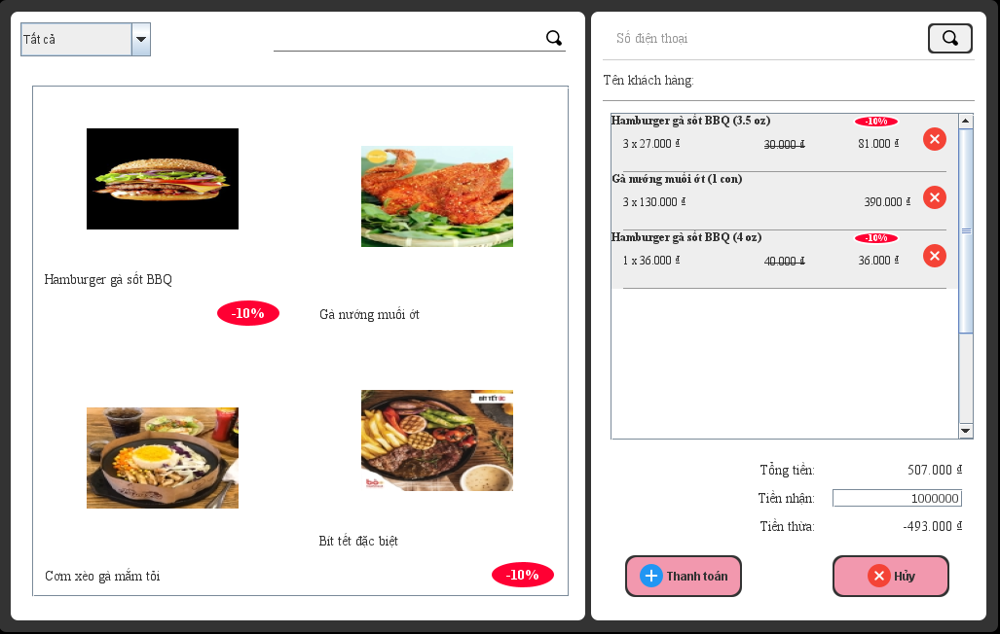 Tất cả
Hamburger gà sốt BBQ
-10%
Gà nướng muối ớt
BÍT TẾT ÚC
Cơm xèo gà mắm tỏi
Bít tết đặc biệt
-10%
Số điện thoại
Tên khách hàng:
Hamburger gà sốt BBQ (3.5 oz) -10%
3 x 27.000 ₫ 30.000 ₫ 81.000 ₫
Gà nướng muối ớt (1 con)
3 x 130.000 ₫ 390.000 ₫
Hamburger gà sốt BBQ (4 oz) -10%
1 x 36.000 ₫ 40.000 ₫ 36.000 ₫
Tổng tiền: 507.000 ₫
Tiền nhận: 1000000
Tiền thừa: -493.000 ₫
Thanh toán
Hủy